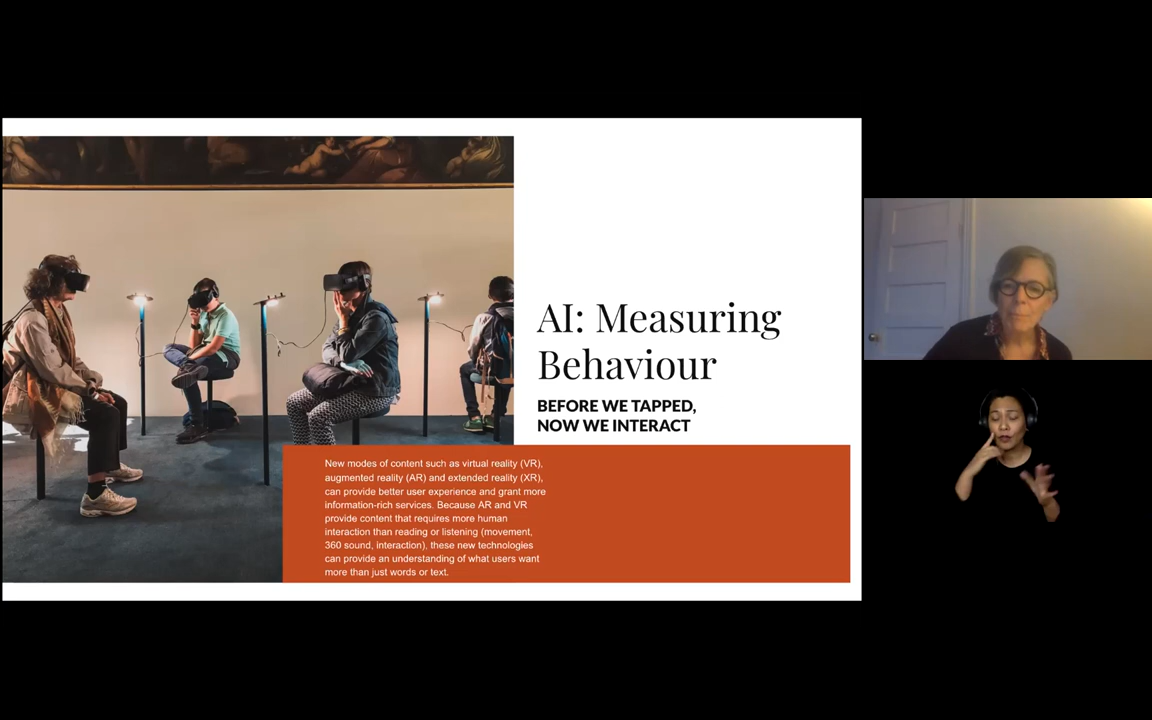 AI: Measuring
Behaviour
BEFORE WE TAPPED,
NOW WE INTERACT
New modes of content such as virtual reality (VR),
augmented reality (AR) and extended reality (XR),
can provide better user experience and grant more
information-rich services. Because AR and VR
provide content that requires more human
interaction than reading or listening (movement,
360 sound, interaction), these new technologies
can provide an understanding of what users want
more than just words or text.